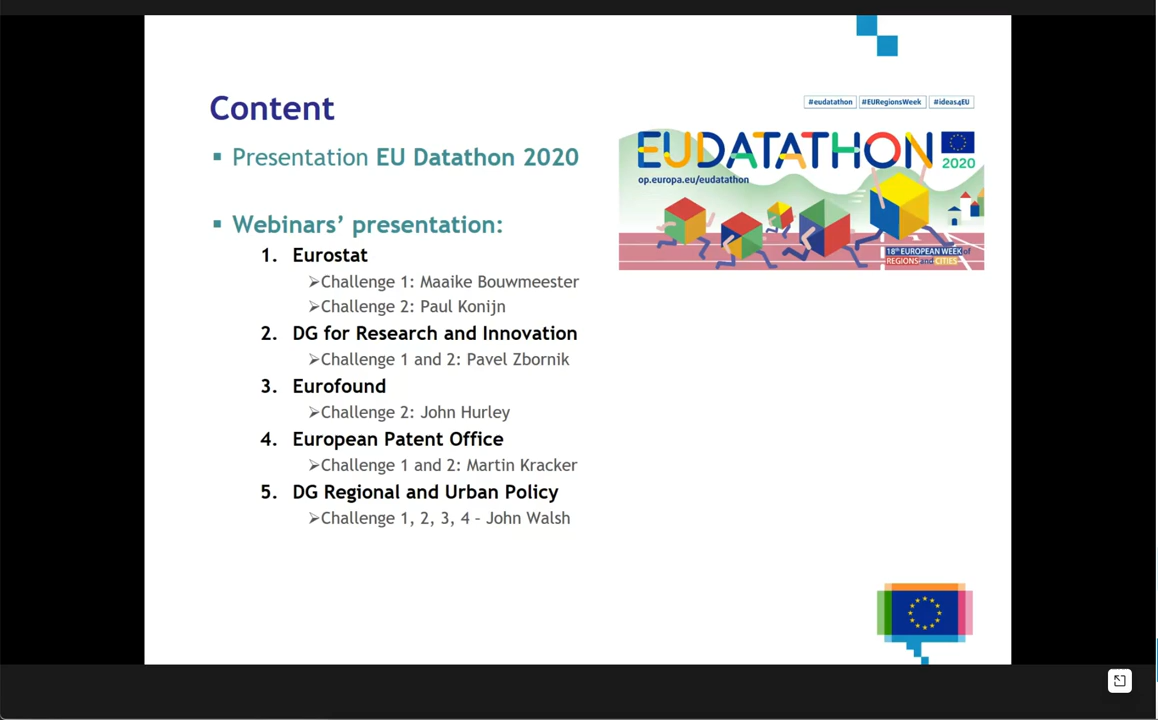 Content
#eudatathon #EURegionsWeek #ideas4EU
▪ Presentation EU Datathon 2020
EUDATATHON
2020
op.europa.eu/eudatathon
18th EUROPEAN WEEK of
REGIONS and CITIES
▪ Webinars’ presentation:
1. Eurostat
➢Challenge 1: Maaike Bouwmeester
➢Challenge 2: Paul Konijn
2. DG for Research and Innovation
➢Challenge 1 and 2: Pavel Zbornik
3. Eurofound
➢Challenge 2: John Hurley
4. European Patent Office
➢Challenge 1 and 2: Martin Kracker
5. DG Regional and Urban Policy
➢Challenge 1, 2, 3, 4 – John Walsh